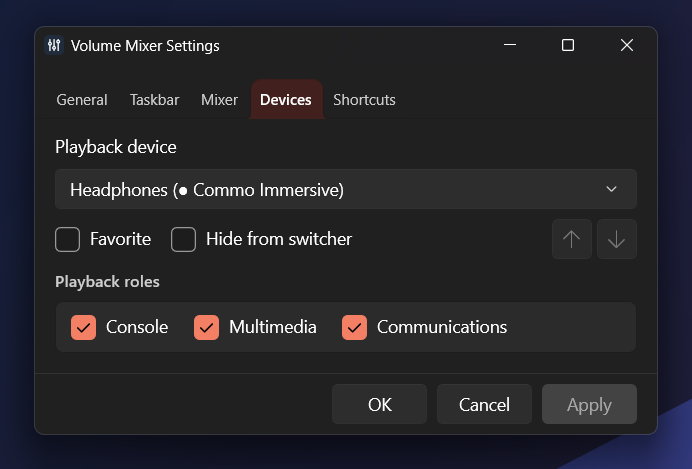 Volume Mixer Settings
General Taskbar Mixer Devices Shortcuts
Playback device
Headphones (● Commo Immersive)
Favorite Hide from switcher
Playback roles
Console Multimedia Communications
OK Cancel Apply